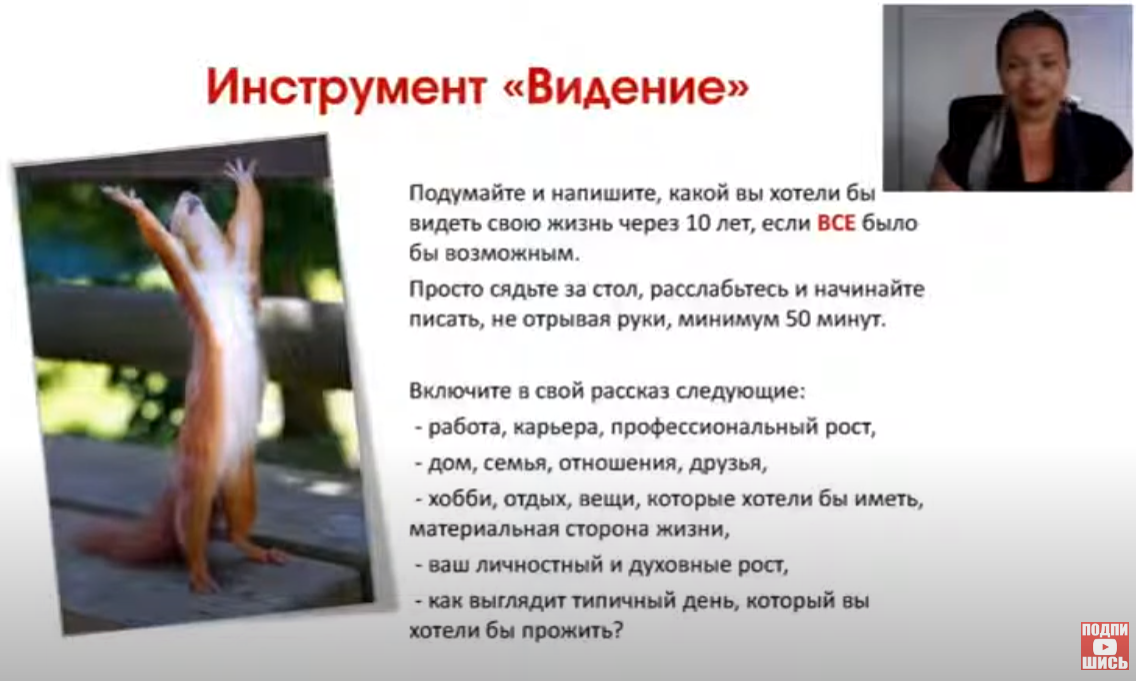 Инструмент «Видение»
Подумайте и напишите, какой вы хотели бы
видеть свою жизнь через 10 лет, если ВСЕ было
бы возможным.
Просто сядьте за стол, расслабьтесь и начинайте
писать, не отрывая руки, минимум 50 минут.
Включите в свой рассказ следующие:
- работа, карьера, профессиональный рост,
- дом, семья, отношения, друзья,
- хобби, отдых, вещи, которые хотели бы иметь,
материальная сторона жизни,
- ваш личностный и духовные рост,
- как выглядит типичный день, который вы
хотели бы прожить?
ПОДПИ
ШИСЬ